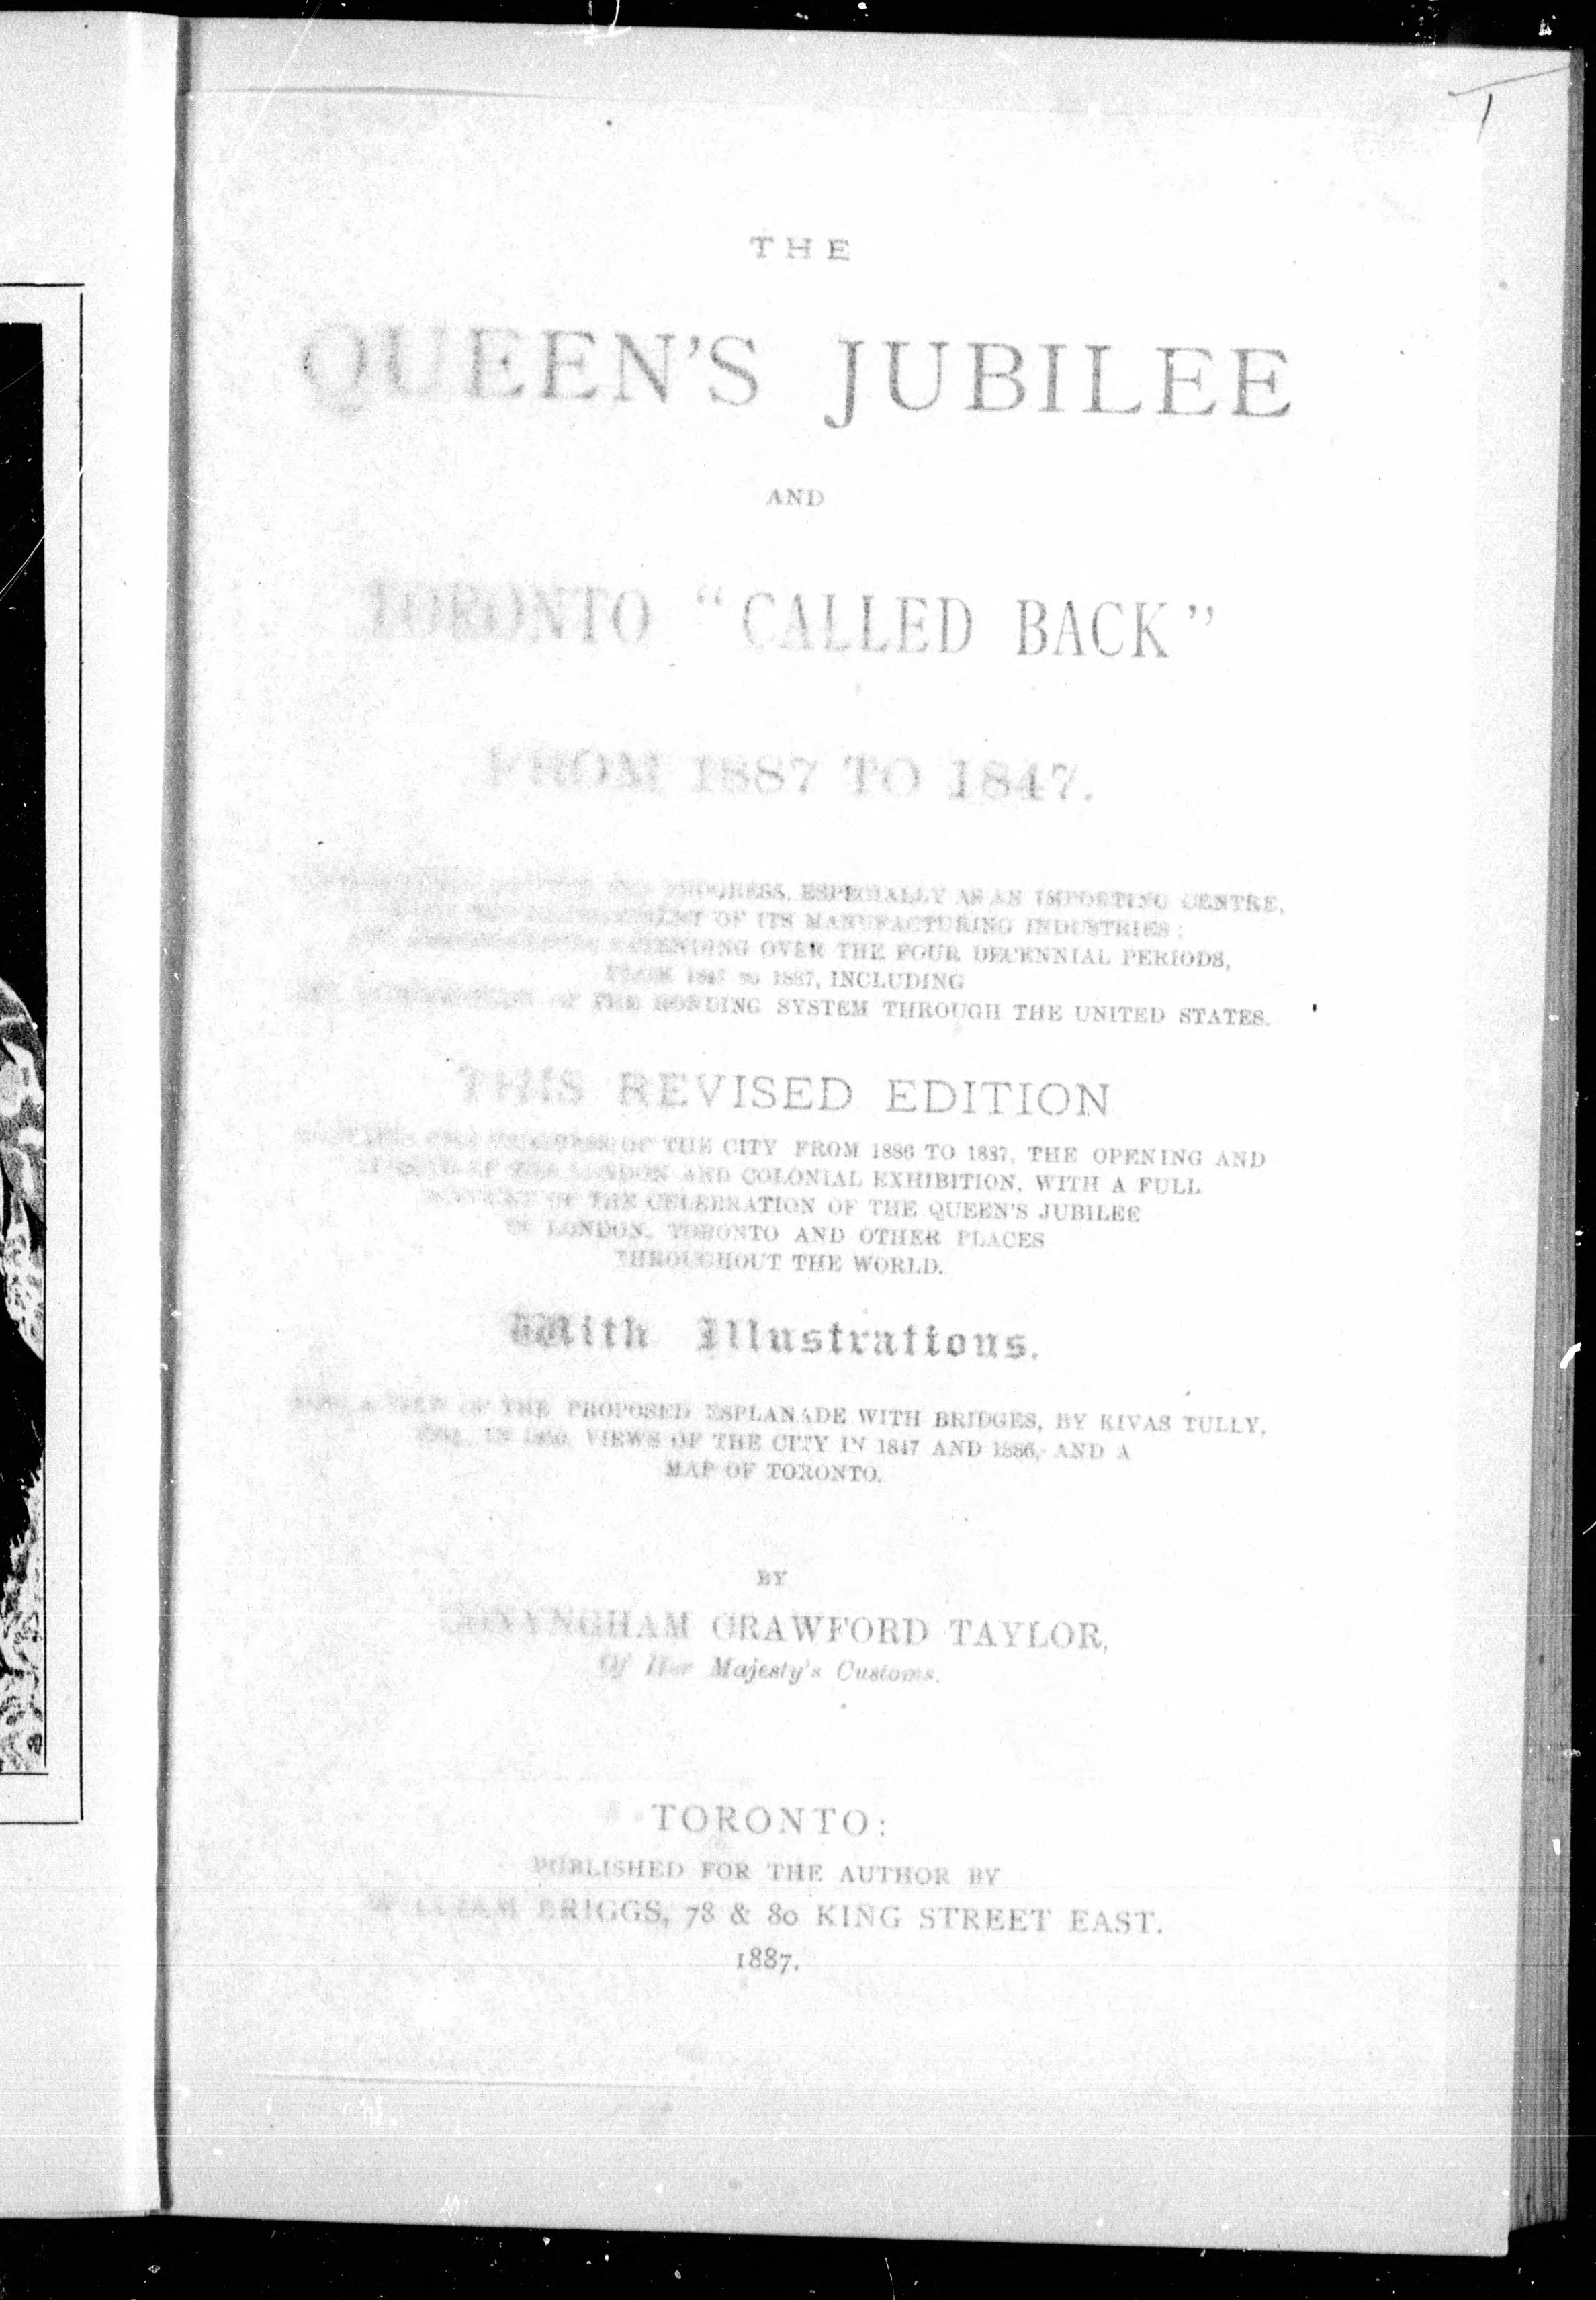 THE
QUEEN'S JUBILEE
AND
TORONTO "CALLED BACK"
FROM 1887 TO 1847.
PROGRESS, ESPECIALLY AS AN IMPORTING CENTRE,
OF ITS MANUFACTURING INDUSTRIES;
EXTENDING OVER THE FOUR DECENNIAL PERIODS,
FROM 1847 to 1887, INCLUDING
OF THE BONDING SYSTEM THROUGH THE UNITED STATES.
THIS REVISED EDITION
OF THE CITY FROM 1886 TO 1887, THE OPENING AND
OF THE LONDON AND COLONIAL EXHIBITION, WITH A FULL
OF THE CELEBRATION OF THE QUEEN'S JUBILEE
IN LONDON, TORONTO AND OTHER PLACES
THROUGHOUT THE WORLD.
With Illustrations.
OF THE PROPOSED ESPLANADE WITH BRIDGES, BY KIVAS TULLY,
VIEWS OF THE CITY IN 1847 AND 1886, AND A
MAP OF TORONTO.
BY
CONYNGHAM CRAWFORD TAYLOR,
Of Her Majesty's Customs.
TORONTO:
PUBLISHED FOR THE AUTHOR BY
WILLIAM BRIGGS, 78 & 80 KING STREET EAST.
1887.